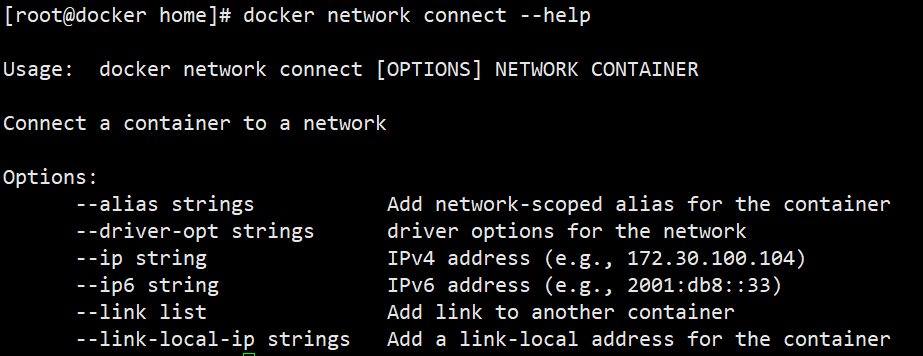 [root@docker home]# docker network connect --help
Usage:  docker network connect [OPTIONS] NETWORK CONTAINER
Connect a container to a network
Options:
      --alias strings           Add network-scoped alias for the container
      --driver-opt strings      driver options for the network
      --ip string               IPv4 address (e.g., 172.30.100.104)
      --ip6 string              IPv6 address (e.g., 2001:db8::33)
      --link list               Add link to another container
      --link-local-ip strings   Add a link-local address for the container